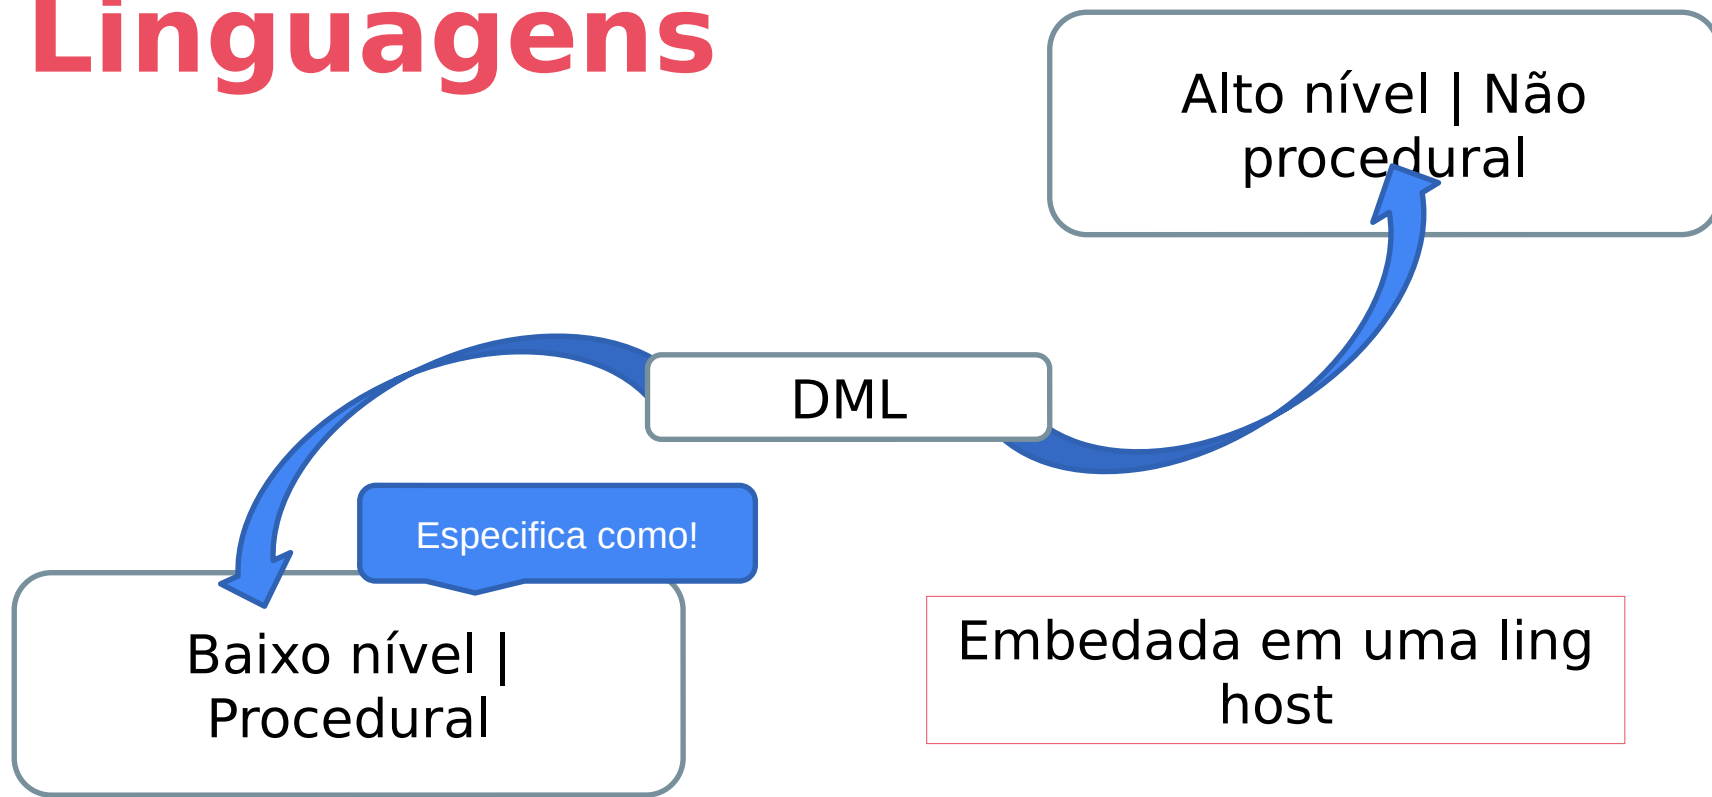 Linguagens
Alto nível | Não
procedural
DML
Especifica como!
Baixo nível |
Procedural
Embedada em uma ling
host